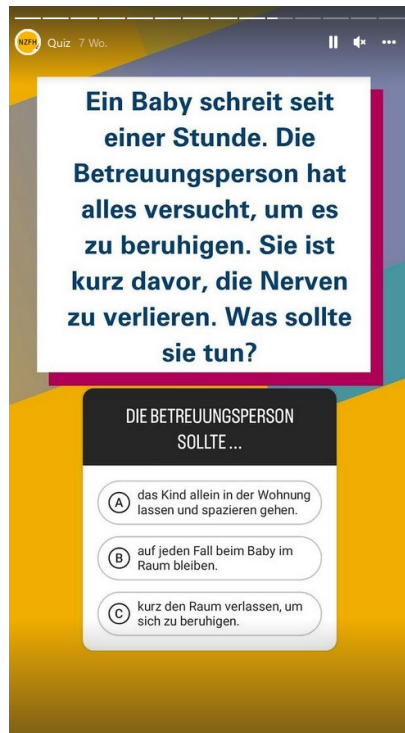 NZFH
Quiz 7 Wo.
Ein Baby schreit seit
einer Stunde. Die
Betreuungsperson hat
alles versucht, um es
zu beruhigen. Sie ist
kurz davor, die Nerven
zu verlieren. Was sollte
sie tun?
DIE BETREUUNGSPERSON
SOLLTE ...
A das Kind allein in der Wohnung
lassen und spazieren gehen.
B auf jeden Fall beim Baby im
Raum bleiben.
C kurz den Raum verlassen, um
sich zu beruhigen.